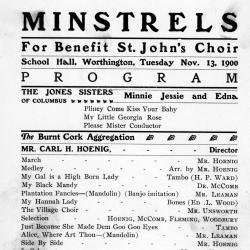 MINSTRELS
For Benefit St. John's Choir
School Hall, Worthington, Tuesday Nov. 13, 1900
PROGRAM
THE JONES SISTERS Minnie Jessie and Edna
OF COLUMBUS
Pliney Come Kiss Your Baby
My Little Georgia Rose
Please Mister Conductor
The Burnt Cork Aggregation
MR. CARL H. HOENIG, Director
March Mr. Hoenig
Medley Arr. by Mr. Hoenig
My Gal is a High Born Lady Tambo (H. P. Ward)
My Black Mandy Dr. McComb
Plantation Fancies—(Mandolin) (Banjo imitation) Mr. Leaman
My Hannah Lady Bones (Ed. L. Wood)
The Village Choir Mr. Unsworth
Selection Hoenig, McComb, Fleming, Woodbury
Just Because She Made Dem Goo Goo Eyes Tambo
Alice, Where Art Thou—(Mandolin) Mr. Leaman
Side By Side Mr. Hoenig